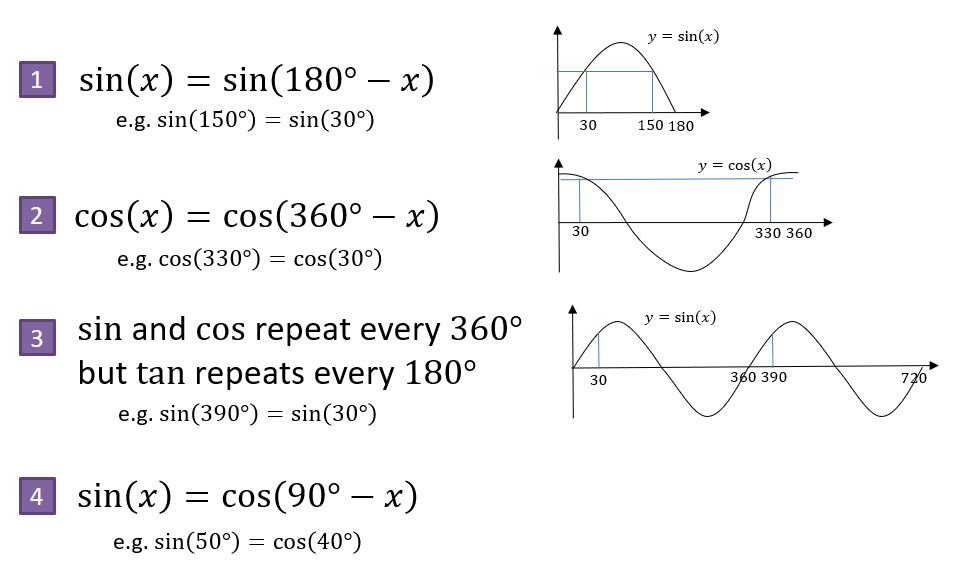 1
sin(𝑥) = sin(180° − 𝑥)
e.g. sin(150°) = sin(30°)
𝑦 = sin(𝑥)
30 150 180
2
cos(𝑥) = cos(360° − 𝑥)
e.g. cos(330°) = cos(30°)
𝑦 = cos(𝑥)
30 330 360
3
sin and cos repeat every 360°
but tan repeats every 180°
e.g. sin(390°) = sin(30°)
𝑦 = sin(𝑥)
30 360 390 720
4
sin(𝑥) = cos(90° − 𝑥)
e.g. sin(50°) = cos(40°)